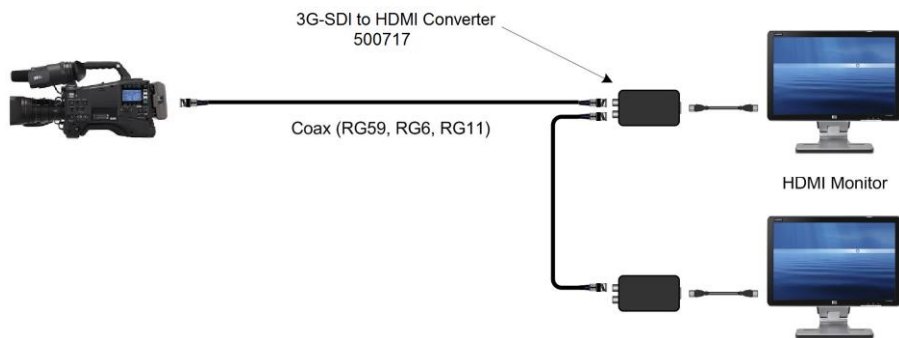 3G-SDI to HDMI Converter
500717
Coax (RG59, RG6, RG11)
HDMI Monitor